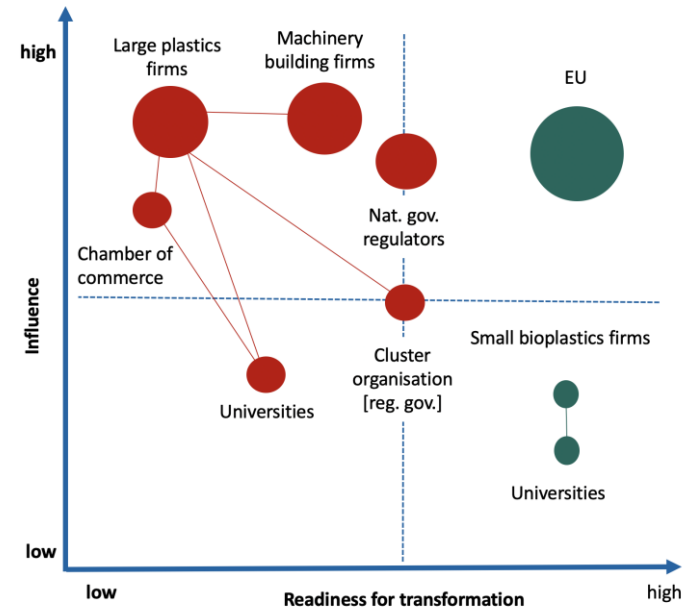 high
Large plastics
firms
Machinery
building firms
EU
Nat. gov.
regulators
Chamber of
commerce
Influence
Small bioplastics firms
Cluster
organisation
[reg. gov.]
Universities
Universities
low
low
Readiness for transformation
high